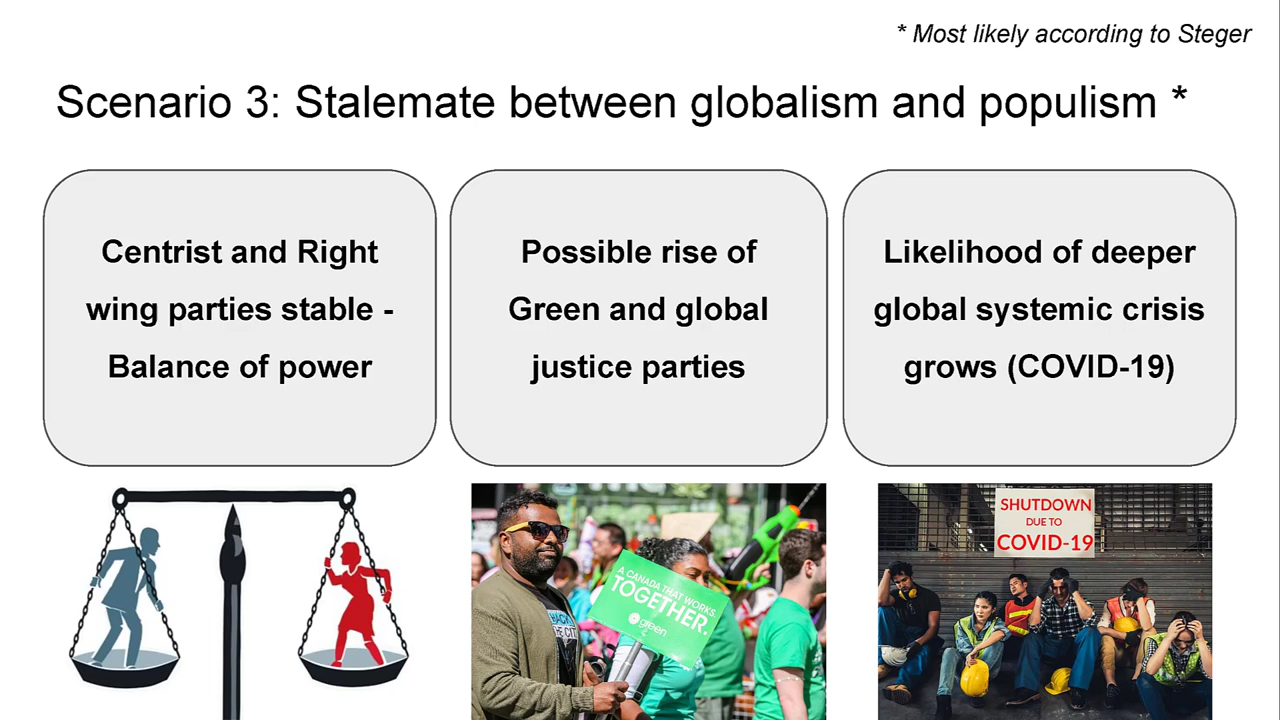 * Most likely according to Steger
Scenario 3: Stalemate between globalism and populism *
Centrist and Right
wing parties stable -
Balance of power
Possible rise of
Green and global
justice parties
Likelihood of deeper
global systemic crisis
grows (COVID-19)
A CANADA THAT WORKS
TOGETHER.
green
SHUTDOWN
DUE TO
COVID-19